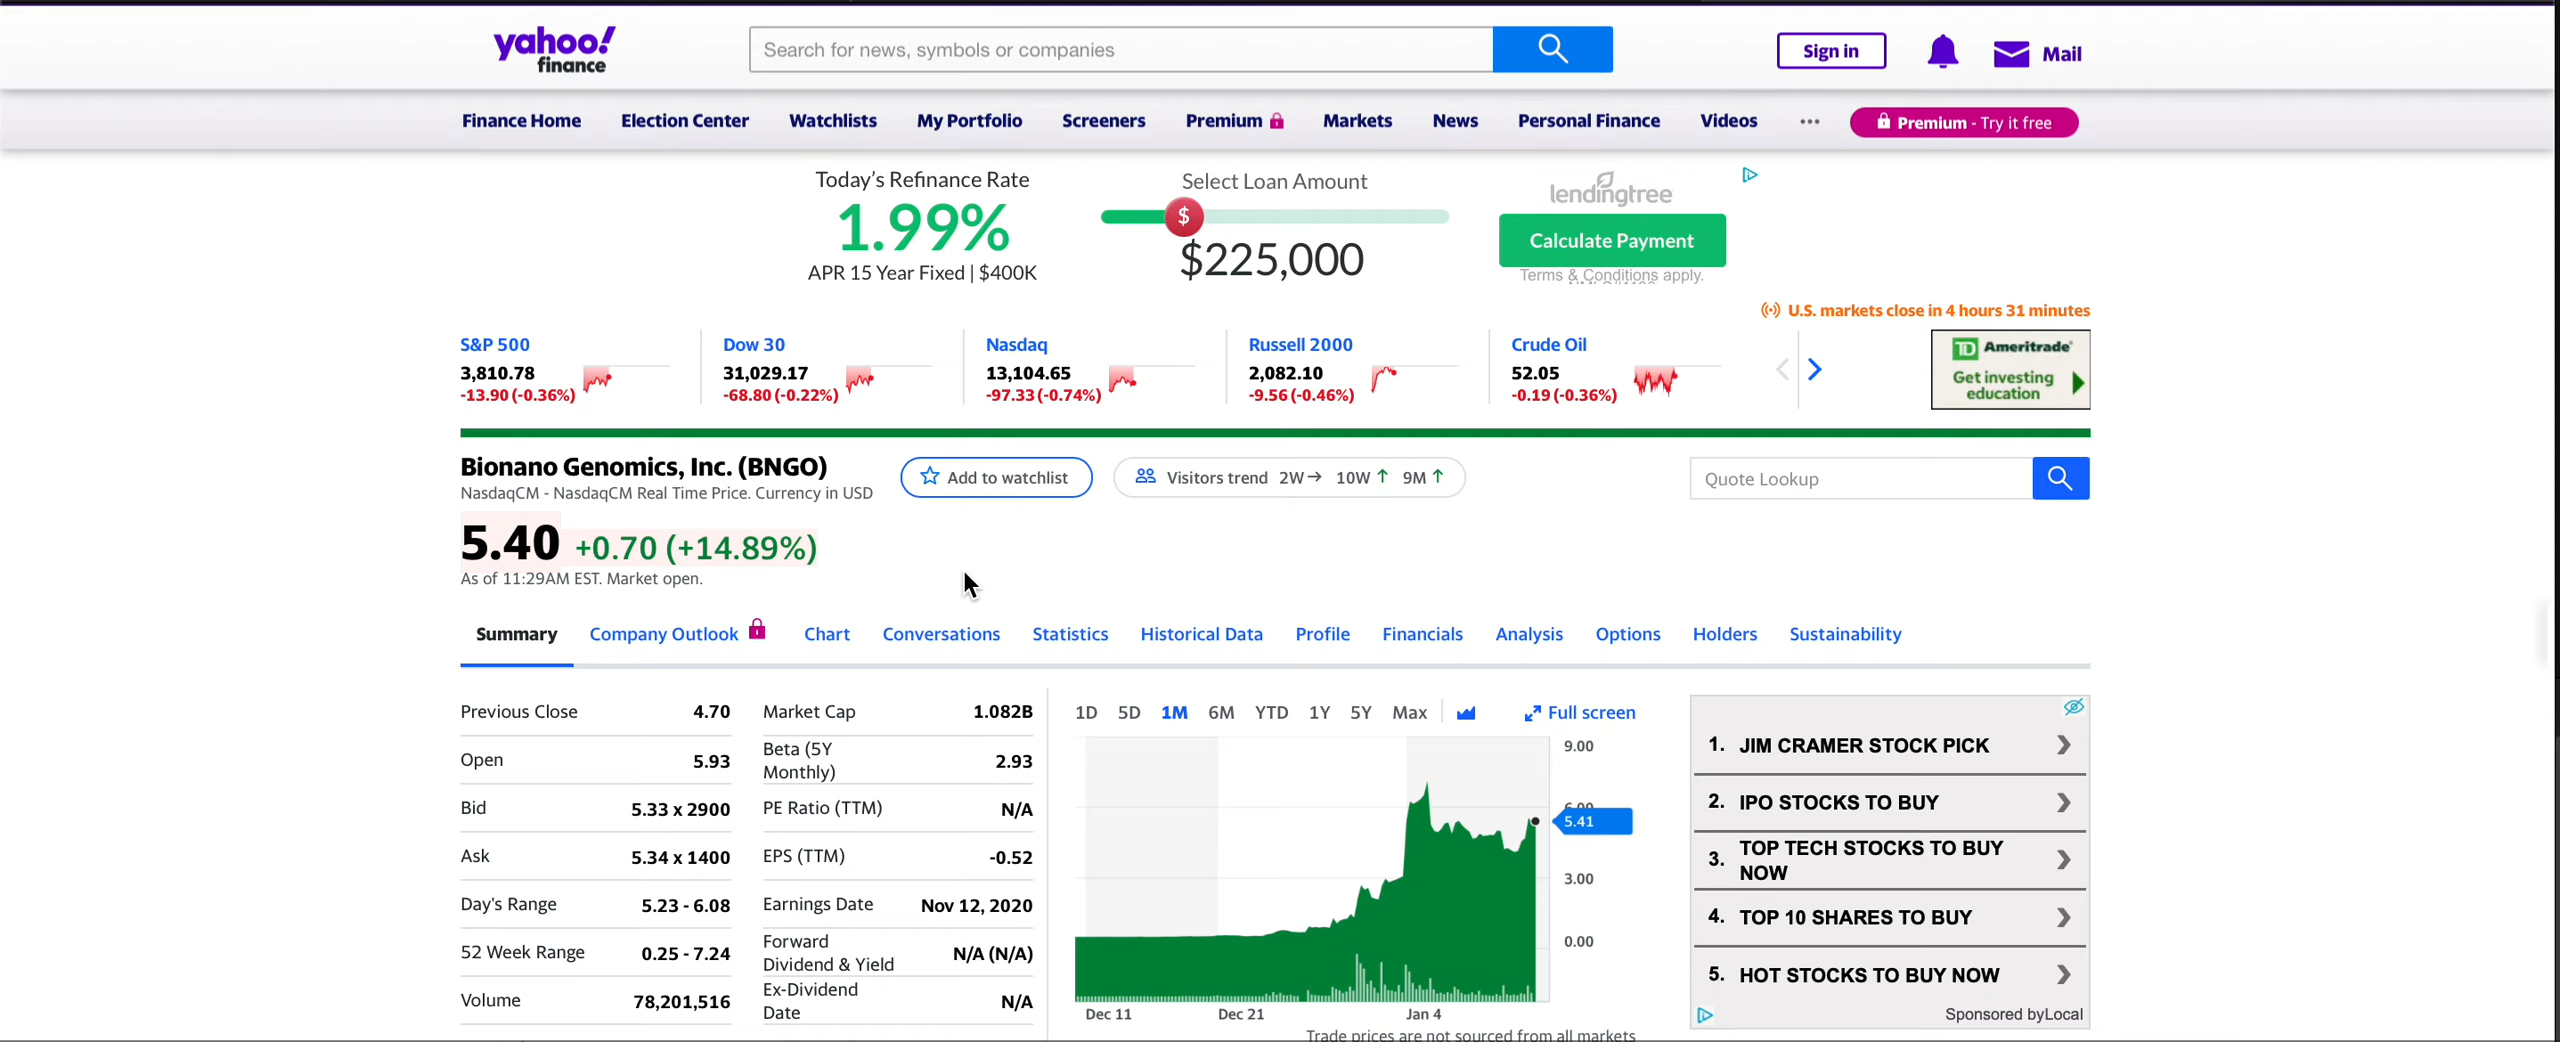 yahoo!
finance
Search for news, symbols or companies
Sign in
Mail
Finance Home Election Center Watchlists My Portfolio Screeners Premium Markets News Personal Finance Videos ••• Premium - Try it free
Today's Refinance Rate
1.99%
APR 15 Year Fixed | $400K
Select Loan Amount
$
$225,000
lendingtree
Calculate Payment
Terms & Conditions apply.
U.S. markets close in 4 hours 31 minutes
S&P 500
3,810.78
-13.90 (-0.36%)
Dow 30
31,029.17
-68.80 (-0.22%)
Nasdaq
13,104.65
-97.33 (-0.74%)
Russell 2000
2,082.10
-9.56 (-0.46%)
Crude Oil
52.05
-0.19 (-0.36%)
TD Ameritrade
Get investing
education
Bionano Genomics, Inc. (BNGO)
NasdaqCM - NasdaqCM Real Time Price. Currency in USD
Add to watchlist
Visitors trend 2W→ 10W↑ 9M↑
Quote Lookup
5.40 +0.70 (+14.89%)
As of 11:29AM EST. Market open.
Summary Company Outlook Chart Conversations Statistics Historical Data Profile Financials Analysis Options Holders Sustainability
Previous Close 4.70
Open 5.93
Bid 5.33 x 2900
Ask 5.34 x 1400
Day's Range 5.23 - 6.08
52 Week Range 0.25 - 7.24
Volume 78,201,516
Market Cap 1.082B
Beta (5Y
Monthly) 2.93
PE Ratio (TTM) N/A
EPS (TTM) -0.52
Earnings Date Nov 12, 2020
Forward
Dividend & Yield N/A (N/A)
Ex-Dividend
Date N/A
1D 5D 1M 6M YTD 1Y 5Y Max Full screen
9.00
6.00
5.41
3.00
0.00
Dec 11 Dec 21 Jan 4
Trade prices are not sourced from all markets
1. JIM CRAMER STOCK PICK
2. IPO STOCKS TO BUY
3. TOP TECH STOCKS TO BUY
NOW
4. TOP 10 SHARES TO BUY
5. HOT STOCKS TO BUY NOW
Sponsored byLocal